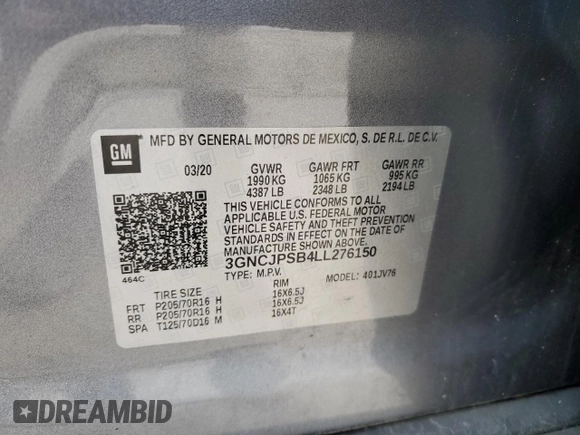 GM
MFD BY GENERAL MOTORS DE MEXICO, S. DE R.L. DE C.V.
03/20 GVWR GAWR FRT GAWR RR
1990 KG 1065 KG 995 KG
4387 LB 2348 LB 2194 LB
THIS VEHICLE CONFORMS TO ALL
APPLICABLE U.S. FEDERAL MOTOR
VEHICLE SAFETY AND THEFT PREVENTION
STANDARDS IN EFFECT ON THE DATE OF
MANUFACTURE SHOWN ABOVE.
3GNCJPSB4LL276150
464C TYPE: M.P.V. MODEL: 401JV76
TIRE SIZE RIM
FRT P205/70R16 H 16X6.5J
RR P205/70R16 H 16X6.5J
SPA T125/70D16 M 16X4T
DREAMBID